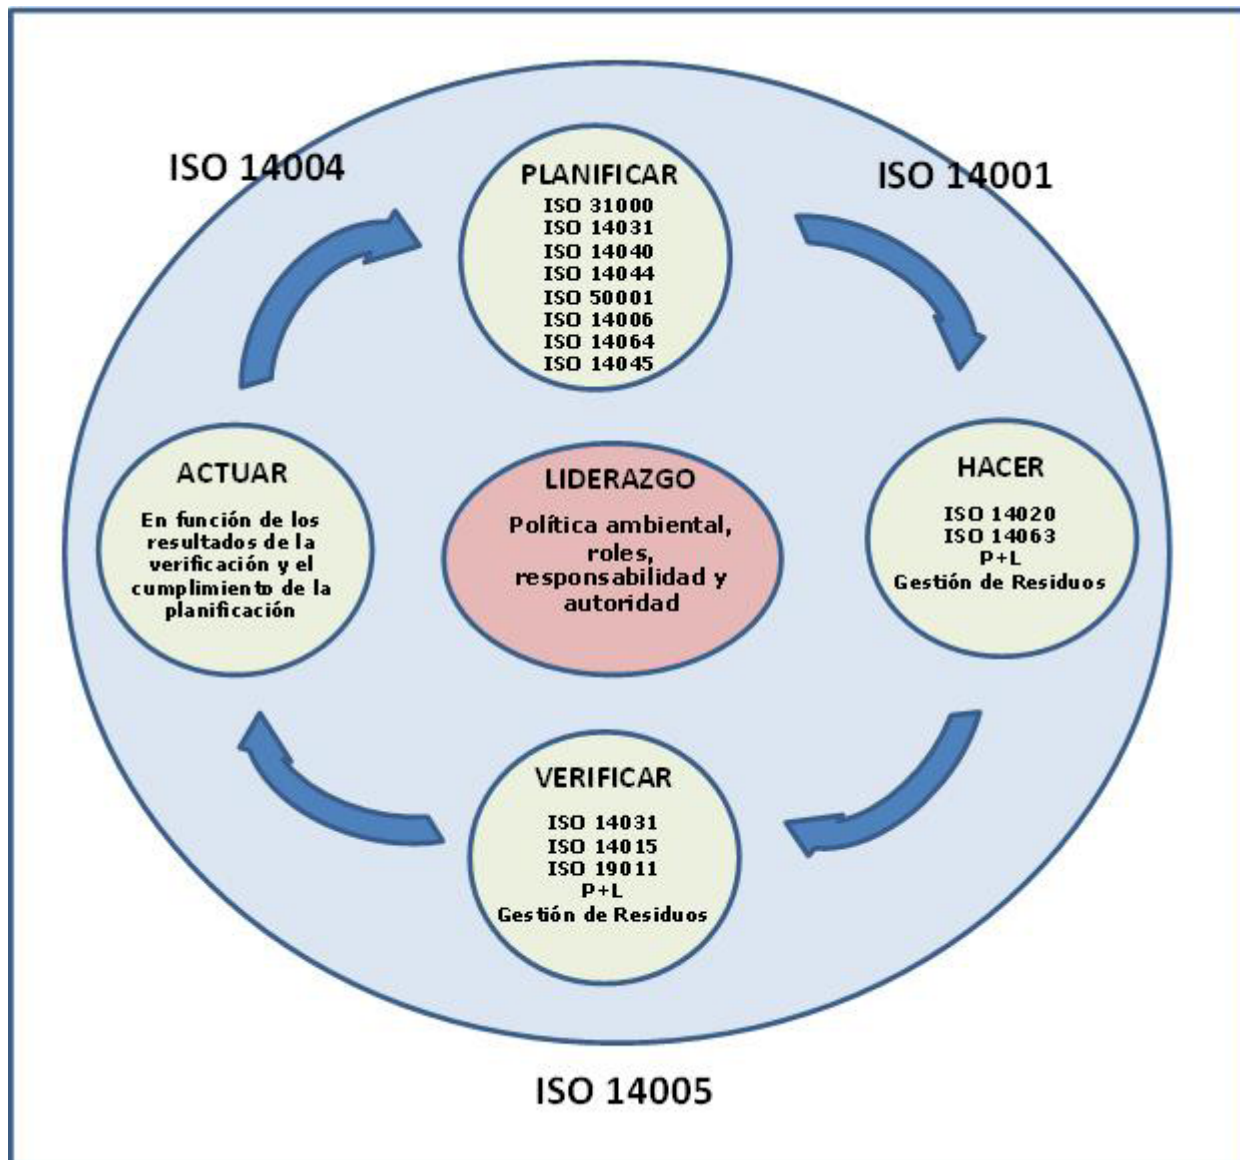 ISO 14004
ISO 14001
PLANIFICAR
ISO 31000
ISO 14031
ISO 14040
ISO 14044
ISO 50001
ISO 14006
ISO 14064
ISO 14045
ACTUAR
En función de los
resultados de la
verificación y el
cumplimiento de la
planificación
LIDERAZGO
Política ambiental,
roles,
responsabilidad y
autoridad
HACER
ISO 14020
ISO 14063
P+L
Gestión de Residuos
VERIFICAR
ISO 14031
ISO 14015
ISO 19011
P+L
Gestión de Residuos
ISO 14005